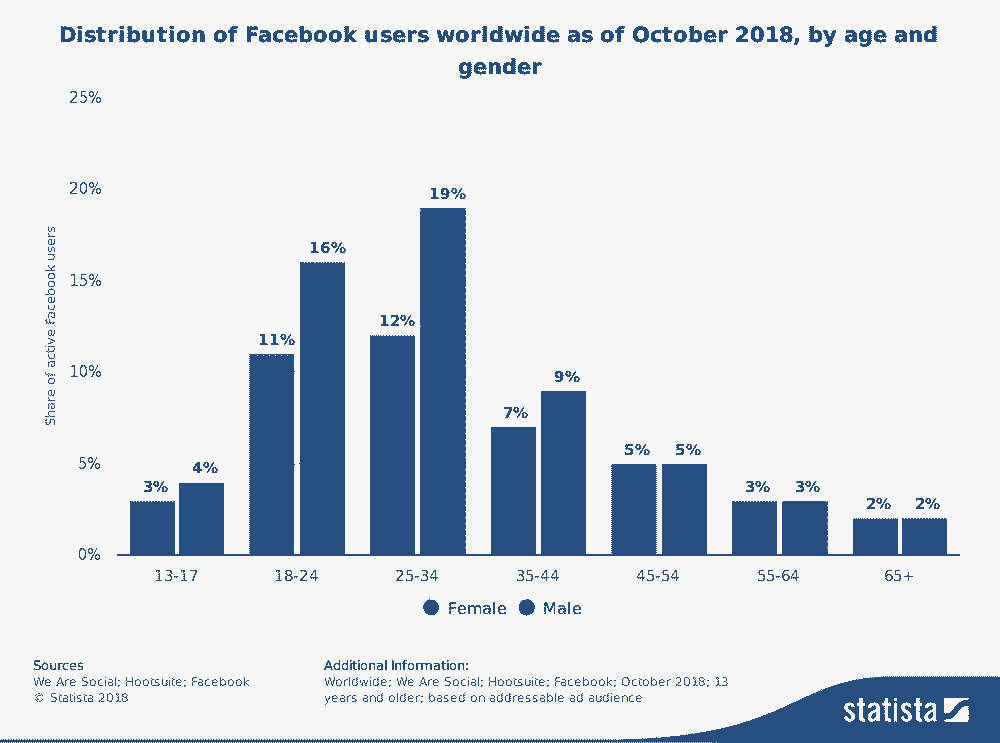 Distribution of Facebook users worldwide as of October 2018, by age and
gender
25%
20%
15%
10%
5%
0%
Share of active Facebook users
3%
4%
11%
16%
12%
19%
7%
9%
5%
5%
3%
3%
2%
2%
13-17
18-24
25-34
35-44
45-54
55-64
65+
Female
Male
Sources
We Are Social; Hootsuite; Facebook
© Statista 2018
Additional Information:
Worldwide; We Are Social; Hootsuite; Facebook; October 2018; 13
years and older; based on addressable ad audience
statista